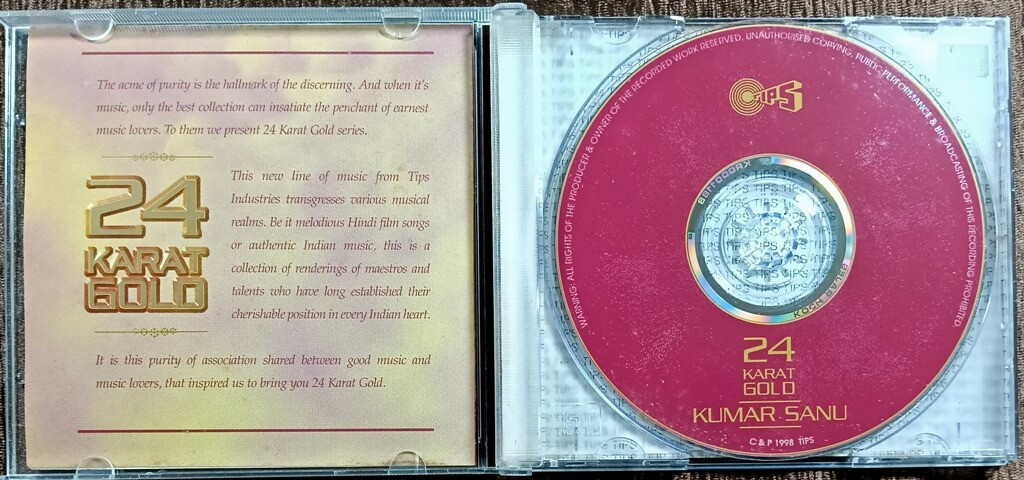 The acme of purity is the hallmark of the discerning. And when it's
music, only the best collection can insatiate the penchant of earnest
music lovers. To them we present 24 Karat Gold series.
24
KARAT
GOLD
This new line of music from Tips
Industries transgresses various musical
realms. Be it melodious Hindi film songs
or authentic Indian music, this is a
collection of renderings of maestros and
talents who have long established their
cherishable position in every Indian heart.
It is this purity of association shared between good music and
music lovers, that inspired us to bring you 24 Karat Gold.
WARNING: ALL RIGHTS OF THE PRODUCER & OWNER OF THE RECORDED WORK RESERVED. UNAUTHORISED COPYING, PUBLIC PERFORMANCE & BROADCASTING OF THIS RECORDING PROHIBITED.
TIPS
24
KARAT
GOLD
KUMAR SANU
C & P 1998 TIPS